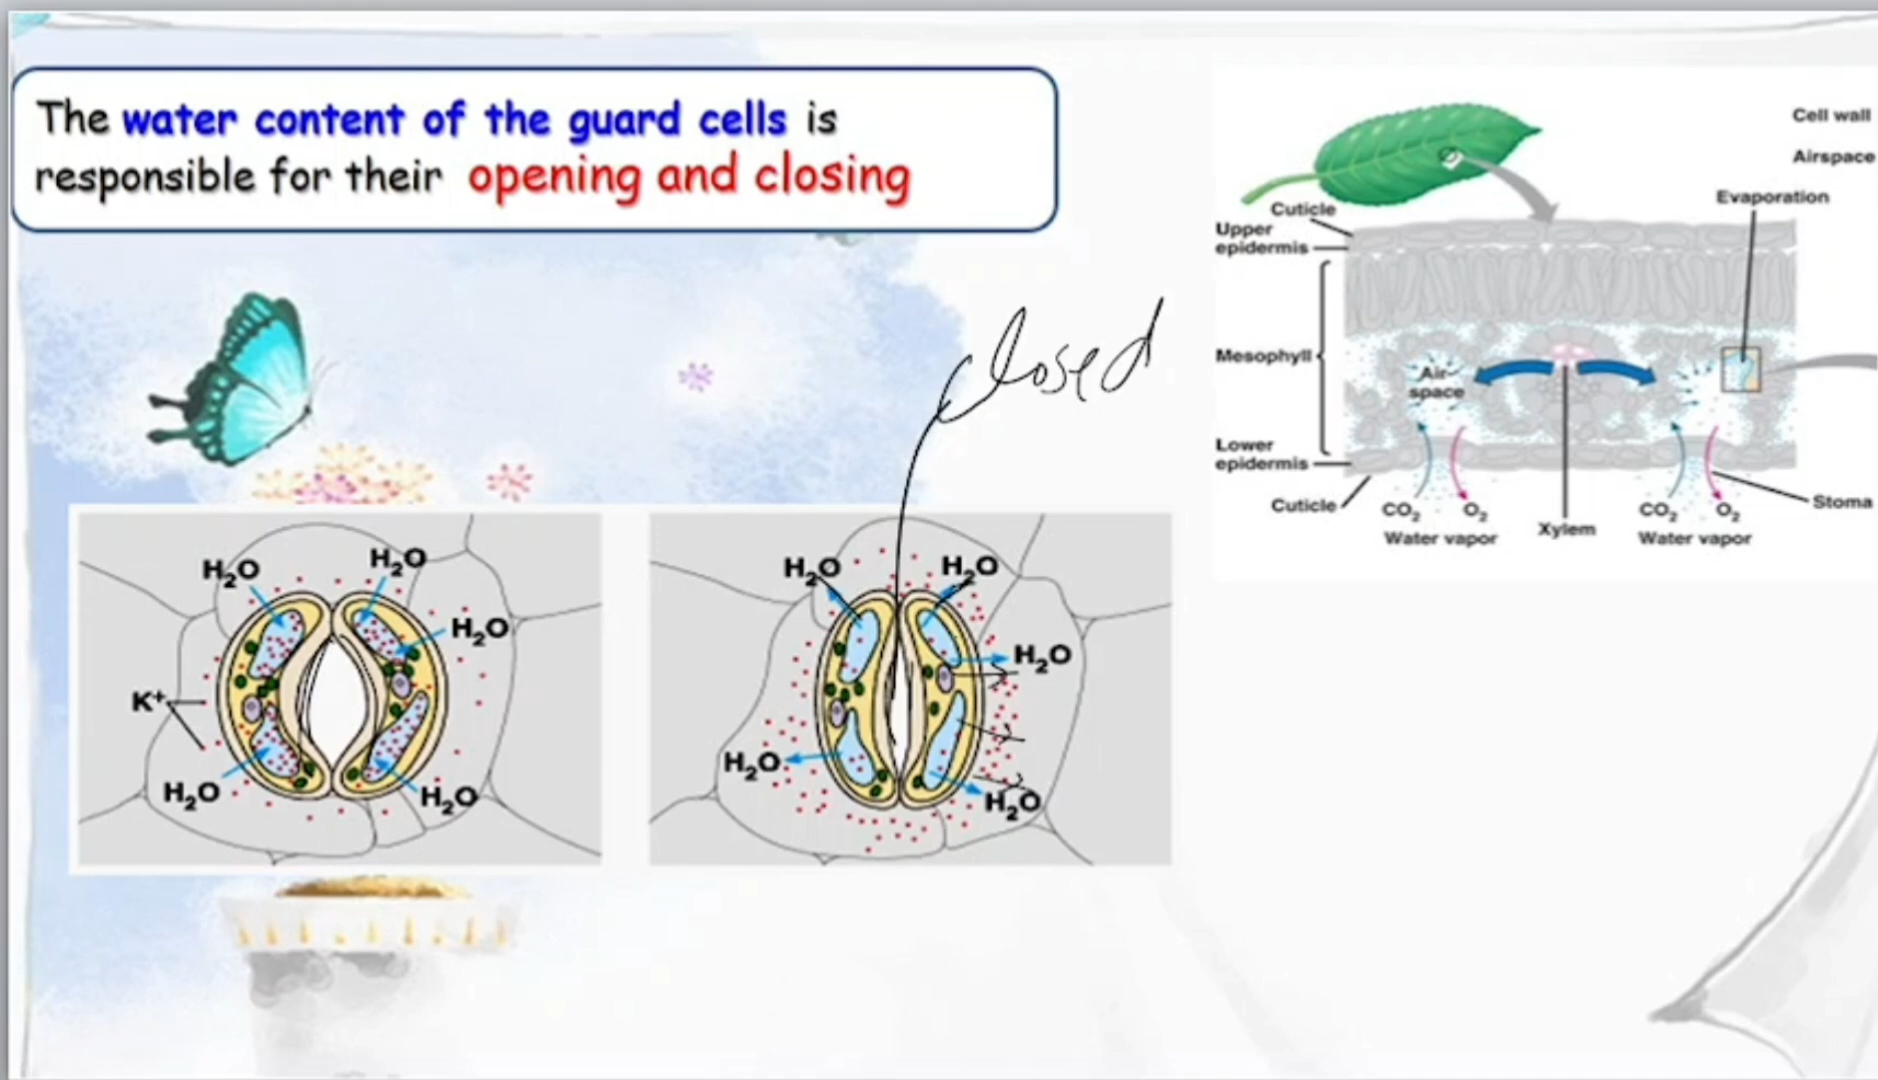 The water content of the guard cells is
responsible for their opening and closing
closed
H₂O
H₂O
H₂O
K⁺
H₂O
H₂O
H₂O
H₂O
H₂O
H₂O
H₂O
Cell wall
Airspace
Evaporation
Cuticle
Upper
epidermis
Mesophyll
Air
space
Lower
epidermis
Cuticle
CO₂ O₂
Water vapor
Xylem
CO₂ O₂
Water vapor
Stoma